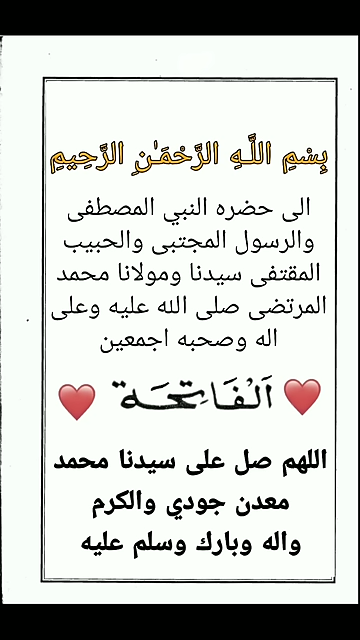 بِسْمِ اللَّـهِ الرَّحْمَـٰنِ الرَّحِيمِ
الى حضره النبي المصطفى
والرسول المجتبى والحبيب
المقتفى سيدنا ومولانا محمد
المرتضى صلى الله عليه وعلى
اله وصحبه اجمعين
اَلْفَاتِحَة
اللهم صل على سيدنا محمد
معدن جودي والكرم
واله وبارك وسلم عليه